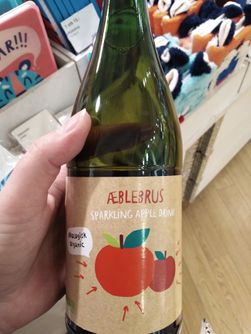 ÆBLEBRUS
SPARKLING APPLE DRINK
økologisk
organic